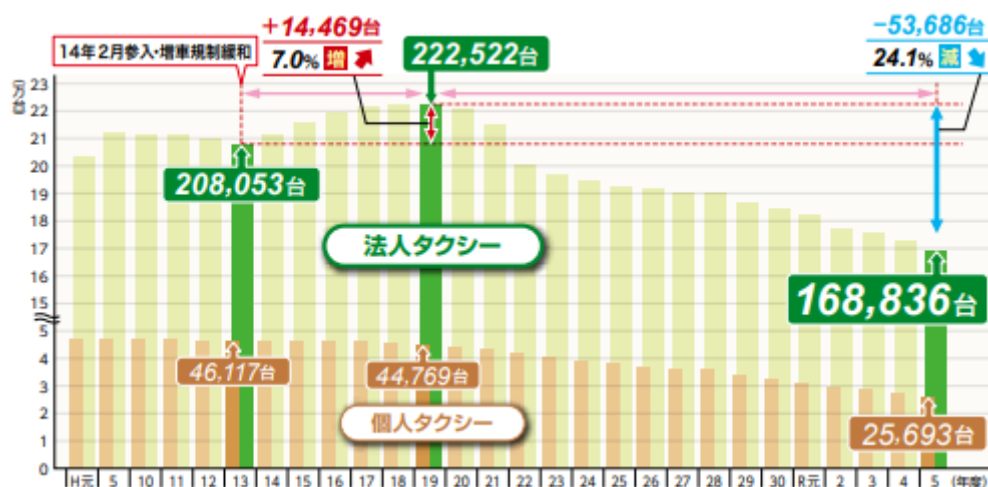 14年2月参入・増車規制緩和
+14,469台
7.0% 増
222,522台
-53,686台
24.1% 減
(万台)
23
22
21
20
19
18
17
16
15
5
4
3
2
1
0
208,053台
法人タクシー
168,836台
46,117台
44,769台
個人タクシー
25,693台
H元 5 10 11 12 13 14 15 16 17 18 19 20 21 22 23 24 25 26 27 28 29 30 R元 2 3 4 5 (年度)